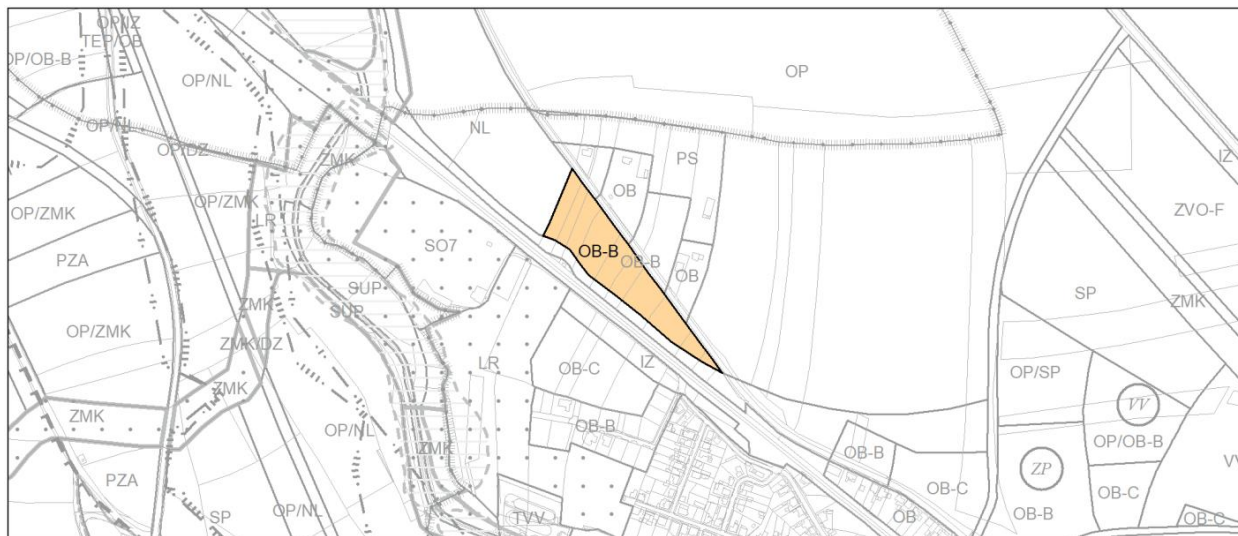 OP/IZ
TEP/OB
OP/OB-B
OP/NL
OP
OP/NL
NL
OP/DZ
ZMK
PS
IZ
OB
OP/ZMK
OP/ZMK
LR
ZVO-F
SO7
OB-B
OB-B
PZA
OB
SUP
SP
ZMK
ZMK
SUP
OP/ZMK
ZMK/DZ
LR
IZ
OB-C
OP/SP
ZMK
ZMK
VV
OP/NL
OB-B
OP/OB-B
ZMK
OB-B
ZP
VV
PZA
OB-C
OB-C
SP
OP/NL
TVV
OB
OB-B
OB-C